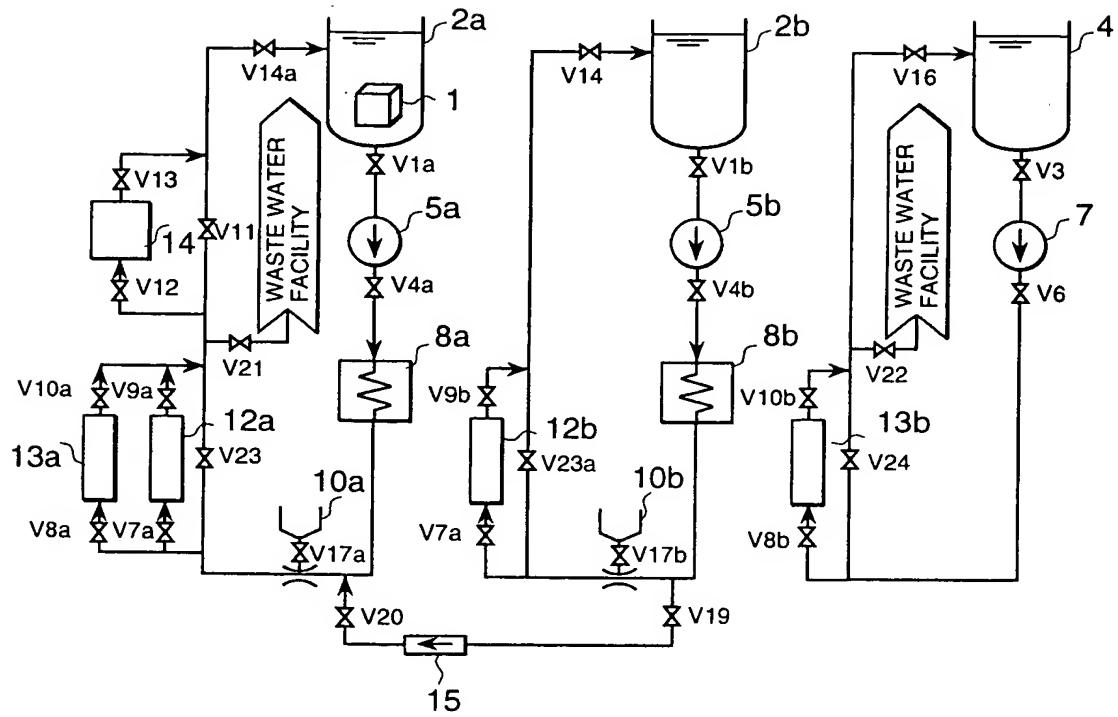 2a
2b
4
V14a
V14
V16
1
V1a
V1b
V3
V13
14
V11
WASTE WATER
FACILITY
5a
5b
WASTE WATER
FACILITY
7
V12
V4a
V4b
V6
V21
8a
8b
V22
V10a
V9a
V9b
V10b
13a
12a
12b
13b
V23
V23a
V24
10a
10b
V8a
V7a
V17a
V7a
V17b
V8b
V20
V19
15